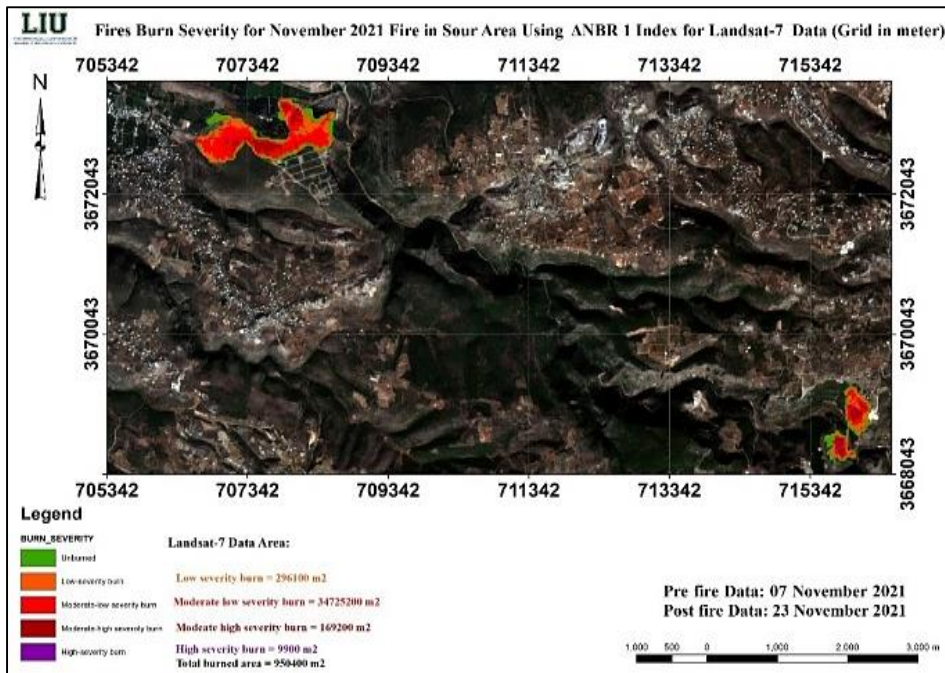 LIU
Fires Burn Severity for November 2021 Fire in Sour Area Using ΔNBR 1 Index for Landsat-7 Data (Grid in meter)
705342 707342 709342 711342 713342 715342
N
3672043 3672043
3670043 3670043
3668043
705342 707342 709342 711342 713342 715342
Legend
BURN_SEVERITY
Unburned
Low-severity burn
Moderate-low severity burn
Moderate-high severity burn
High-severity burn
Landsat-7 Data Area:
Low severity burn = 296100 m2
Moderate low severity burn = 34725200 m2
Modeate high severity burn = 169200 m2
High severity burn = 9900 m2
Total burned area = 950400 m2
Pre fire Data: 07 November 2021
Post fire Data: 23 November 2021
1,000 500 0 1,000 2,000 3,000 m